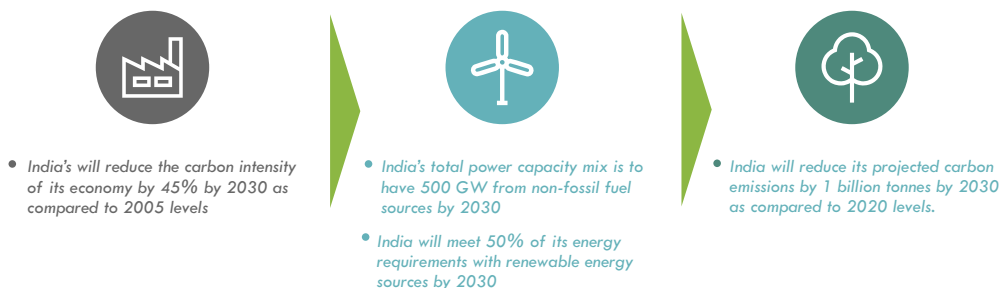 • India's will reduce the carbon intensity
of its economy by 45% by 2030 as
compared to 2005 levels
• India's total power capacity mix is to
have 500 GW from non-fossil fuel
sources by 2030
• India will meet 50% of its energy
requirements with renewable energy
sources by 2030
• India will reduce its projected carbon
emissions by 1 billion tonnes by 2030
as compared to 2020 levels.